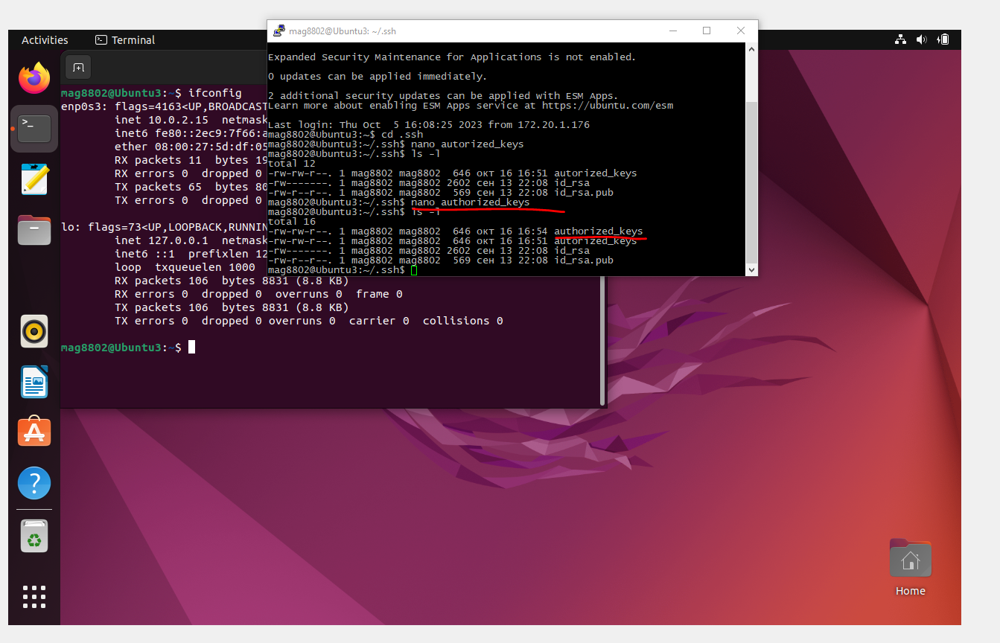 Activities
Terminal
mag8802@Ubuntu3: ~/.ssh
Expanded Security Maintenance for Applications is not enabled.
0 updates can be applied immediately.
2 additional security updates can be applied with ESM Apps.
Learn more about enabling ESM Apps service at https://ubuntu.com/esm
Last login: Thu Oct  5 16:08:25 2023 from 172.20.1.176
mag8802@Ubuntu3:~$ cd .ssh
mag8802@Ubuntu3:~/.ssh$ nano autorized_keys
mag8802@Ubuntu3:~/.ssh$ ls -l
total 12
-rw-rw-r--. 1 mag8802 mag8802  646 окт 16 16:51 autorized_keys
-rw-------. 1 mag8802 mag8802 2602 сен 13 22:08 id_rsa
-rw-r--r--. 1 mag8802 mag8802  569 сен 13 22:08 id_rsa.pub
mag8802@Ubuntu3:~/.ssh$ nano authorized_keys
mag8802@Ubuntu3:~/.ssh$ ls -l
total 16
-rw-rw-r--. 1 mag8802 mag8802  646 окт 16 16:54 authorized_keys
-rw-rw-r--. 1 mag8802 mag8802  646 окт 16 16:51 autorized_keys
-rw-------. 1 mag8802 mag8802 2602 сен 13 22:08 id_rsa
-rw-r--r--. 1 mag8802 mag8802  569 сен 13 22:08 id_rsa.pub
mag8802@Ubuntu3:~/.ssh$
mag8802@Ubuntu3:~$ ifconfig
enp0s3: flags=4163<UP,BROADCAST
inet 10.0.2.15  netmask
inet6 fe80::2ec9:7f66:a
ether 08:00:27:5d:df:05
RX packets 11  bytes 19
RX errors 0  dropped 0
TX packets 65  bytes 80
TX errors 0  dropped 0
lo: flags=73<UP,LOOPBACK,RUNNIN
inet 127.0.0.1  netmask
inet6 ::1  prefixlen 12
loop  txqueuelen 1000
RX packets 106  bytes 8831 (8.8 KB)
RX errors 0  dropped 0  overruns 0  frame 0
TX packets 106  bytes 8831 (8.8 KB)
TX errors 0  dropped 0 overruns 0  carrier 0  collisions 0
mag8802@Ubuntu3:~$
Home